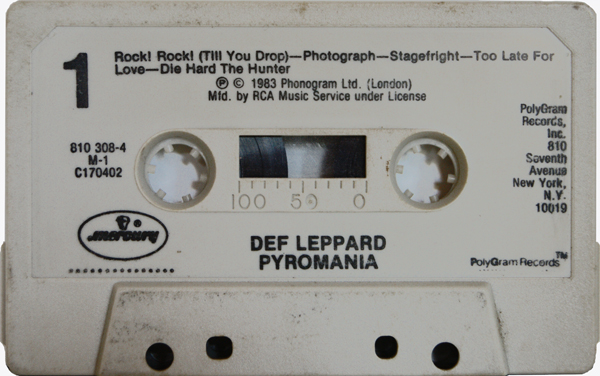 1
Rock! Rock! (Till You Drop)—Photograph—Stagefright—Too Late For
Love—Die Hard The Hunter
℗ © 1983 Phonogram Ltd. (London)
Mfd. by RCA Music Service under License
810 308-4
M-1
C170402
PolyGram
Records,
Inc.
810
Seventh
Avenue
New York,
N.Y.
10019
100 50 0
mercury
DEF LEPPARD
PYROMANIA
PolyGram Records™